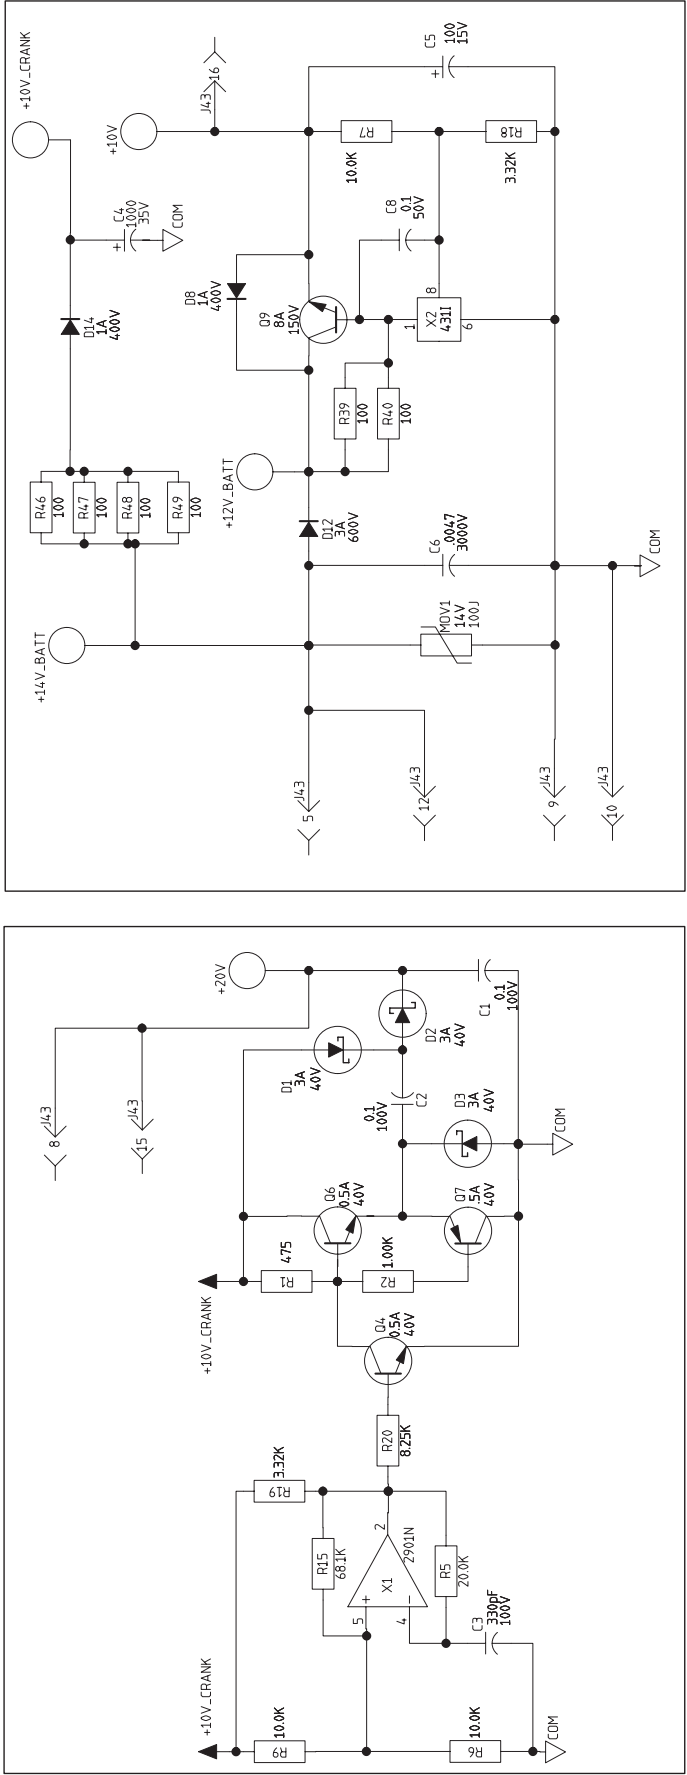 +10V_CRANK
+10V
J43
16
C5
100
15V
R7
10.0K
R18
3.32K
C4
1000
35V
COM
C8
0.1
50V
D14
1A
400V
D8
1A
400V
Q9
8A
150V
1
X2
431I
8
6
R39
100
R40
100
+12V_BATT
R46
100
R47
100
R48
100
R49
100
D12
3A
600V
C6
.0047
3000V
COM
+14V_BATT
MOV1
14V
100J
J43
5
J43
12
J43
9
J43
10
+20V
J43
8
J43
15
D1
3A
40V
D2
3A
40V
C1
0.1
100V
0.1
100V
C2
D3
3A
40V
COM
Q6
0.5A
40V
Q7
.5A
40V
+10V_CRANK
R1
475
R2
1.00K
Q4
0.5A
40V
R20
8.25K
R19
3.32K
R15
68.1K
2
X1
2901N
5
+
4
-
R5
20.0K
C3
330pF
100V
+10V_CRANK
R9
10.0K
R6
10.0K
COM